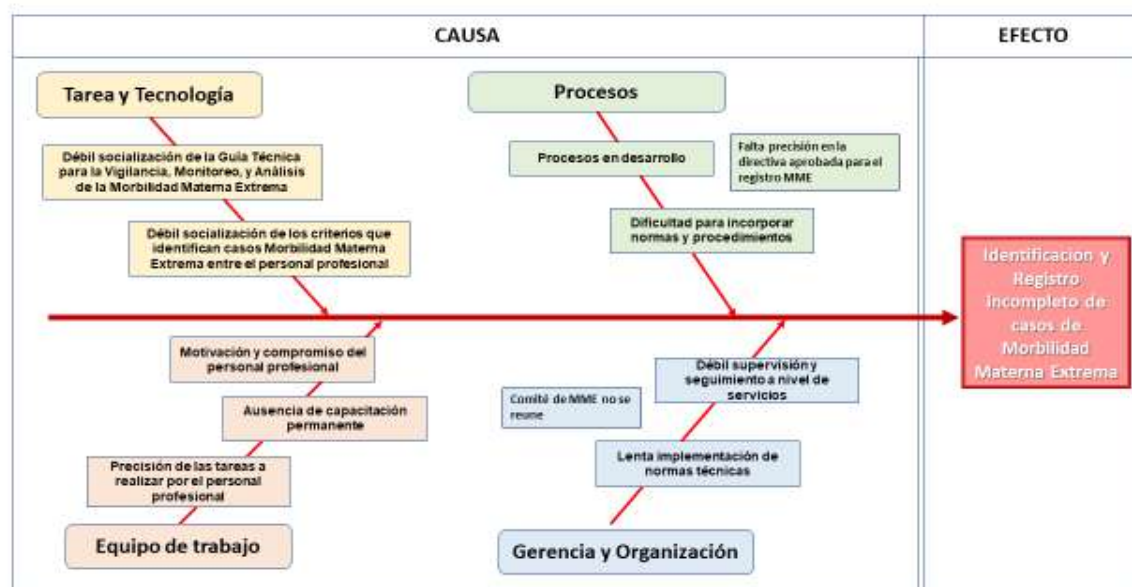 CAUSA
EFECTO
Tarea y Tecnología
Procesos
Débil socialización de la Guía Técnica
para la Vigilancia, Monitoreo, y Análisis
de la Morbilidad Materna Extrema
Procesos en desarrollo
Falta precisión en la
directiva aprobada para el
registro MME
Débil socialización de los criterios que
identifican casos Morbilidad Materna
Extrema entre el personal profesional
Dificultad para incorporar
normas y procedimientos
Identificacion y
Registro
incompleto de
casos de
Morbilidad
Materna Extrema
Motivación y compromiso del
personal profesional
Débil supervisión y
seguimiento a nivel de
servicios
Comité de MME no se
reune
Ausencia de capacitación
permanente
Lenta implementación de
normas técnicas
Precisión de las tareas a
realizar por el personal
profesional
Equipo de trabajo
Gerencia y Organización